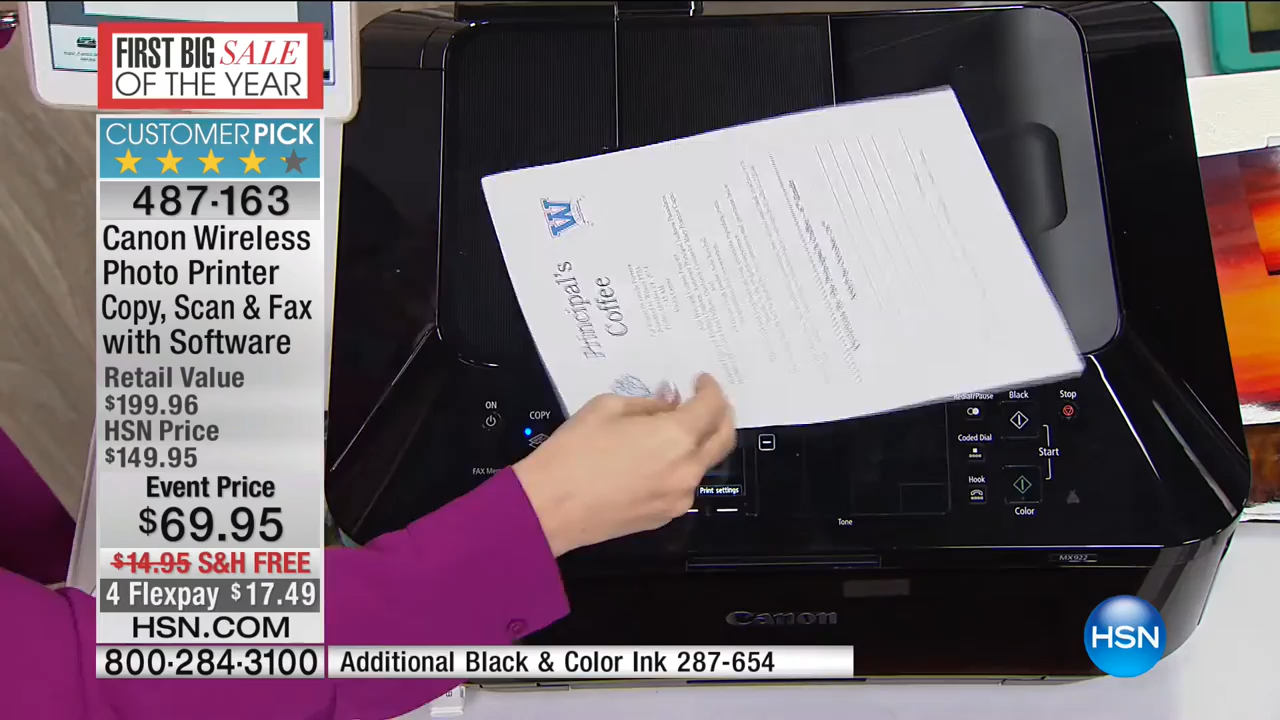 FIRST BIG SALE
OF THE YEAR
CUSTOMER PICK
487·163
Canon Wireless
Photo Printer
Copy, Scan & Fax
with Software
Retail Value
$199.96
HSN Price
$149.95
Event Price
$69.95
$14.95 S&H FREE
4 Flexpay $17.49
HSN.COM
800·284·3100
Additional Black & Color Ink 287-654
W
Principal's
Coffee
ON
COPY
Print settings
Tone
Redial/Pause
Black
Stop
Coded Dial
Start
Hook
Color
MX922
Canon
HSN